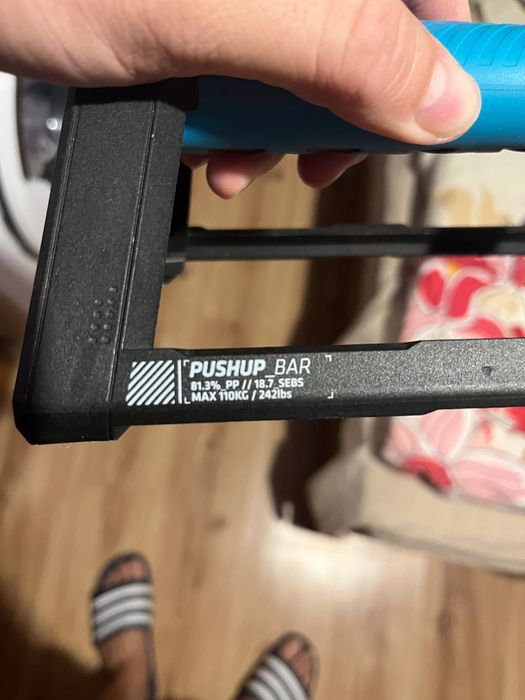 PUSHUP_BAR
81.3%_PP // 18.7_SEBS
MAX 110KG / 242lbs